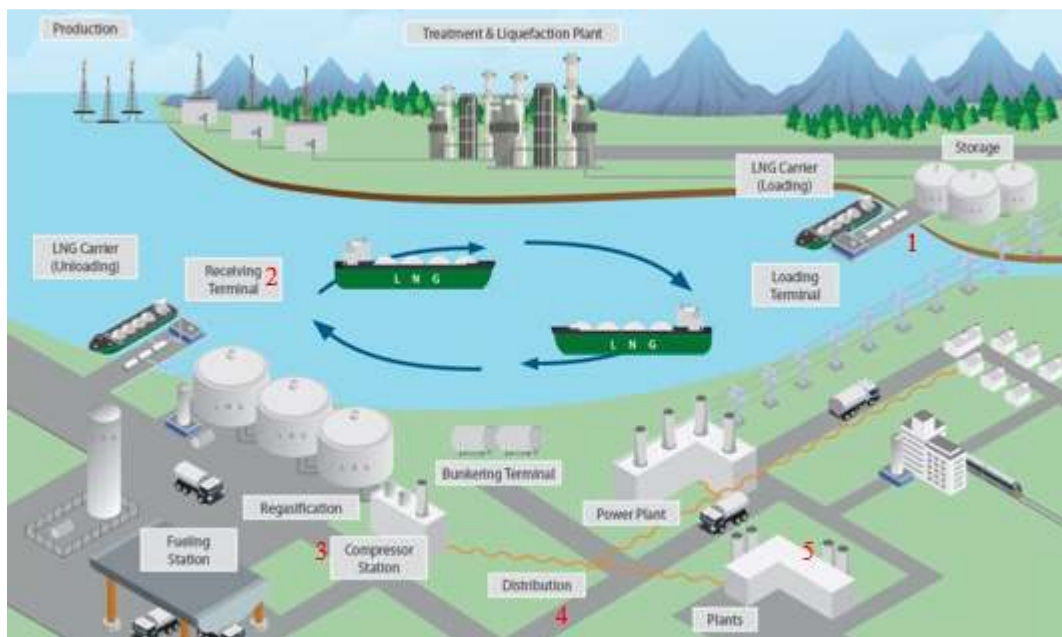 Production
Treatment & Liquefaction Plant
Storage
LNG Carrier
(Loading)
1
LNG Carrier
(Unloading)
Receiving
Terminal
2
L N G
Loading
Terminal
L N G
L N G
L N G
L N G
Bunkering Terminal
Regasification
Power Plant
Fueling
Station
3
Compressor
Station
5
Distribution
4
Plants